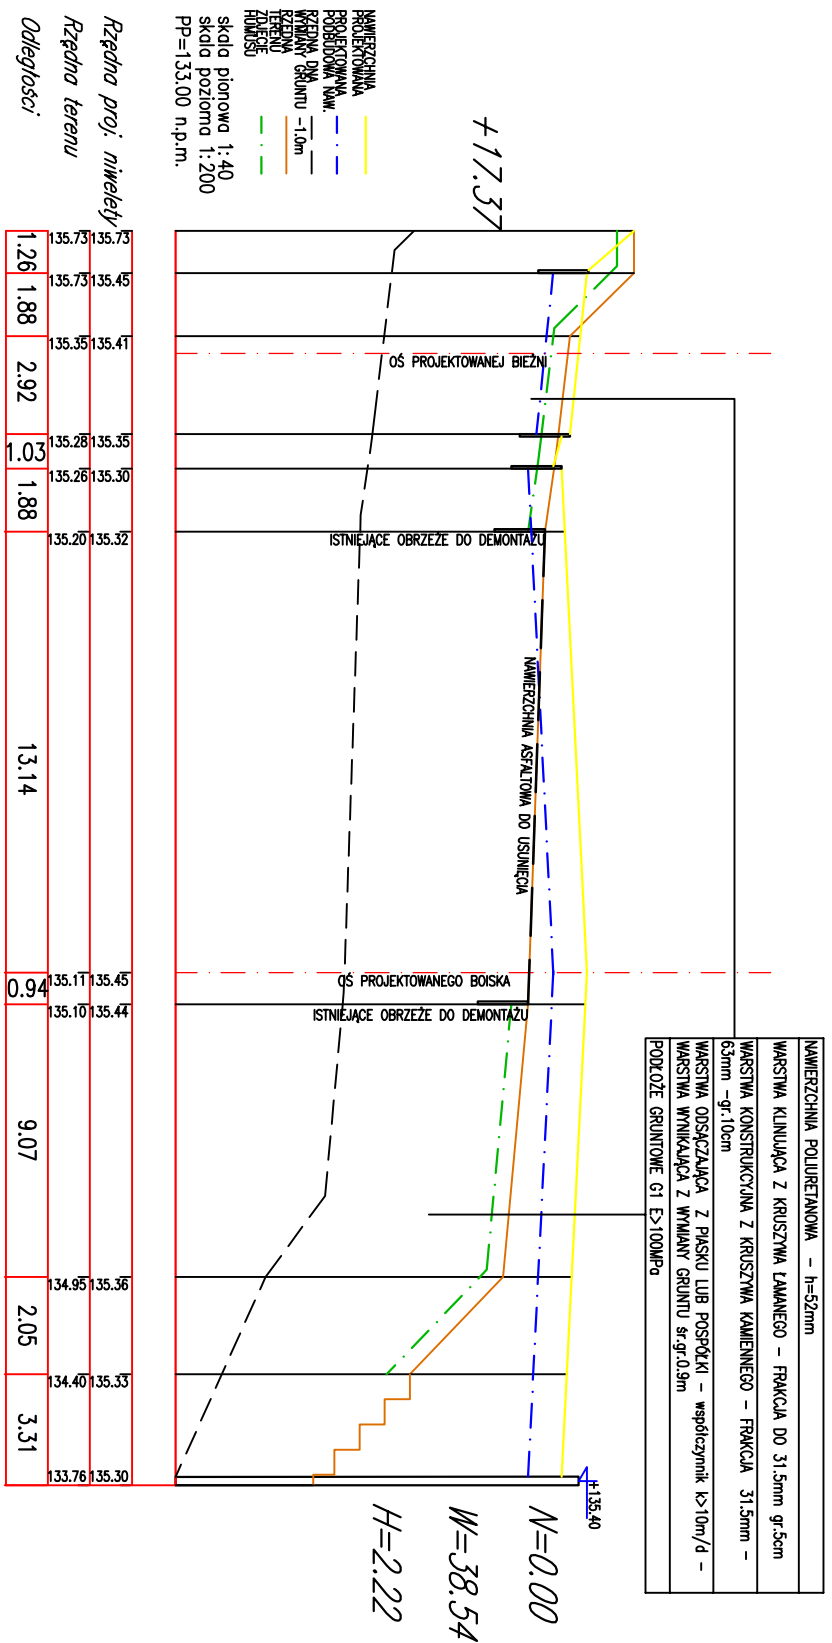 +17.37
N=0.00
W=38.54
H=2.22
+135.40
NAWIERZCHNIA PROJEKTOWANA
PROJEKTOWANA PODBUDOWA NAW.
RZĘDNA DNA WYMIANY GRUNTU -1.0m
RZĘDNA TERENU
ZDJĘCIE HUMUSU
skala pionowa 1:40
skala pozioma 1:200
PP=133.00 n.p.m.
NAWIERZCHNIA POLIURETANOWA - h=52mm
WARSTWA KLINUJĄCA Z KRUSZYWA ŁAMANEGO - FRAKCJA DO 31.5mm gr.5cm
WARSTWA KONSTRUKCYJNA Z KRUSZYWA KAMIENNEGO - FRAKCJA 31.5mm -
63mm -gr.10cm
WARSTWA ODSĄCZAJĄCA Z PIASKU LUB POSPÓŁKI - współczynnik k>10m/d -
WARSTWA WYNIKAJĄCA Z WYMIANY GRUNTU śr.gr.0.9m
PODŁOŻE GRUNTOWE G1 E>100MPa
OŚ PROJEKTOWANEJ BIEŻNI
ISTNIEJĄCE OBRZEŻE DO DEMONTAŻU
NAWIERZCHNIA ASFALTOWA DO USUNIĘCIA
OŚ PROJEKTOWANEGO BOISKA
ISTNIEJĄCE OBRZEŻE DO DEMONTAŻU
Rzędna proj. niwelety
135.73 135.45 135.41 135.35 135.30 135.32 135.45 135.44 135.36 135.33 135.30
Rzędna terenu
135.73 135.73 135.35 135.28 135.26 135.20 135.11 135.10 134.95 134.40 133.76
Odległości
1.26 1.88 2.92 1.03 1.88 13.14 0.94 9.07 2.05 3.31